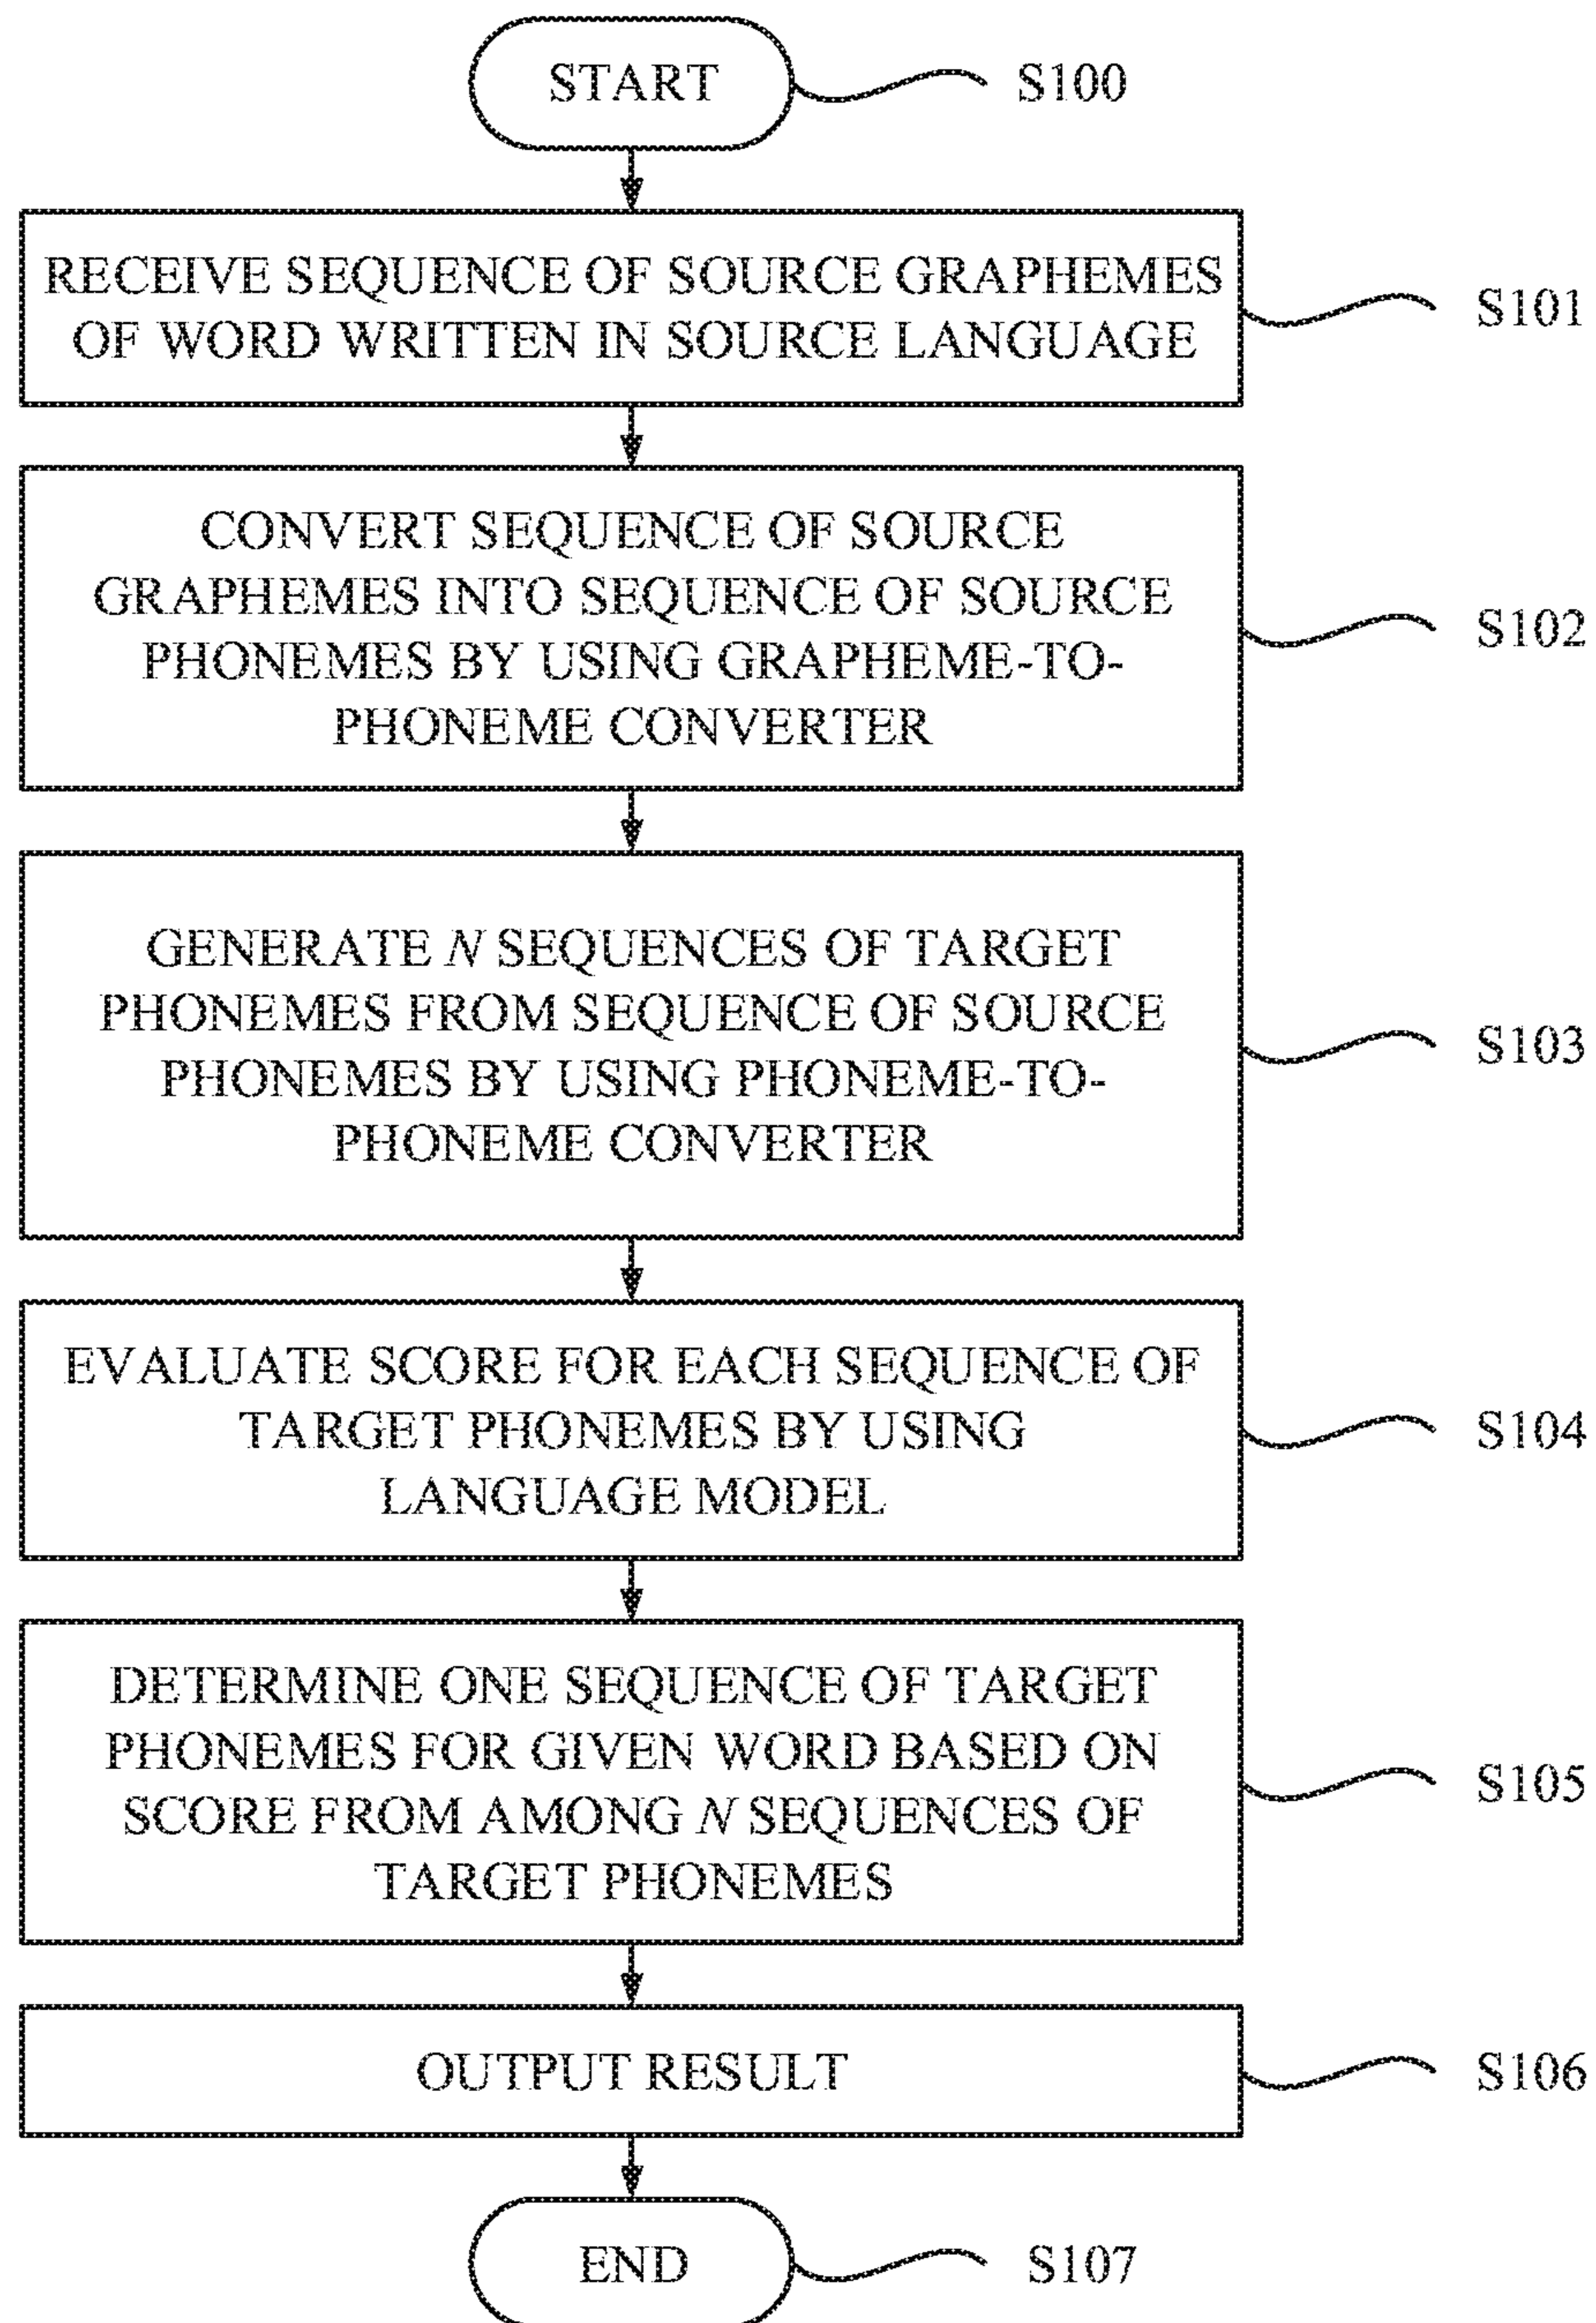 START
S100
RECEIVE SEQUENCE OF SOURCE GRAPHEMES
OF WORD WRITTEN IN SOURCE LANGUAGE
S101
CONVERT SEQUENCE OF SOURCE
GRAPHEMES INTO SEQUENCE OF SOURCE
PHONEMES BY USING GRAPHEME-TO-
PHONEME CONVERTER
S102
GENERATE N SEQUENCES OF TARGET
PHONEMES FROM SEQUENCE OF SOURCE
PHONEMES BY USING PHONEME-TO-
PHONEME CONVERTER
S103
EVALUATE SCORE FOR EACH SEQUENCE OF
TARGET PHONEMES BY USING
LANGUAGE MODEL
S104
DETERMINE ONE SEQUENCE OF TARGET
PHONEMES FOR GIVEN WORD BASED ON
SCORE FROM AMONG N SEQUENCES OF
TARGET PHONEMES
S105
OUTPUT RESULT
S106
END
S107